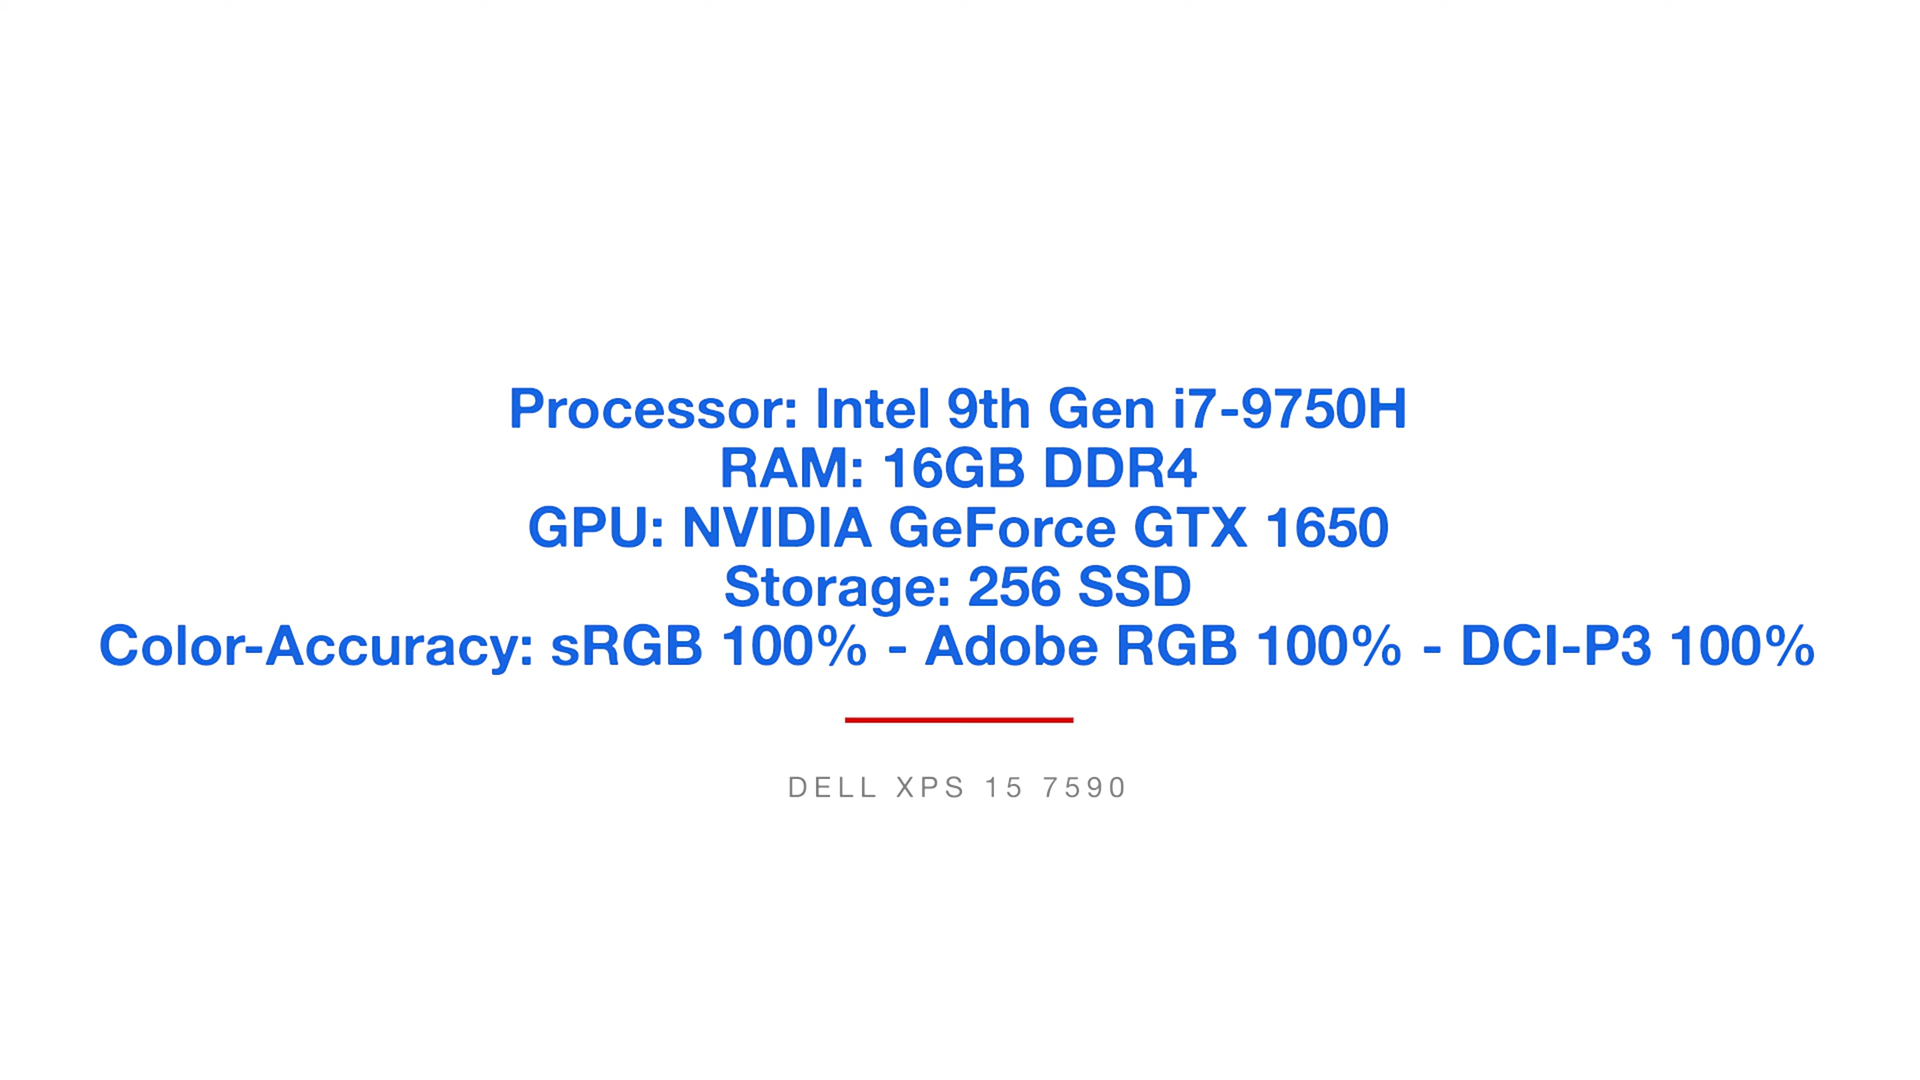 Processor: Intel 9th Gen i7-9750H
RAM: 16GB DDR4
GPU: NVIDIA GeForce GTX 1650
Storage: 256 SSD
Color-Accuracy: sRGB 100% - Adobe RGB 100% - DCI-P3 100%
DELL XPS 15 7590